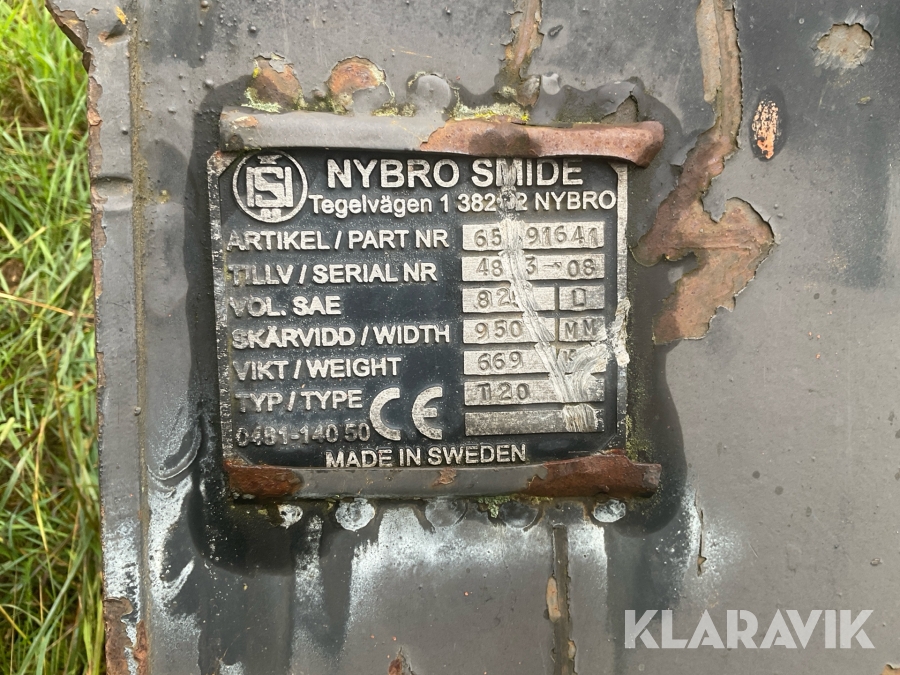 NYBRO SMIDE
Tegelvägen 1 NYBRO
ARTIKEL / PART NR
TILLV / SERIAL NR
VOL. SAE
SKÄRVIDD / WIDTH 950 MM
VIKT / WEIGHT 669
TYP / TYPE T20
0481-140 50 CE
MADE IN SWEDEN
KLARAVIK